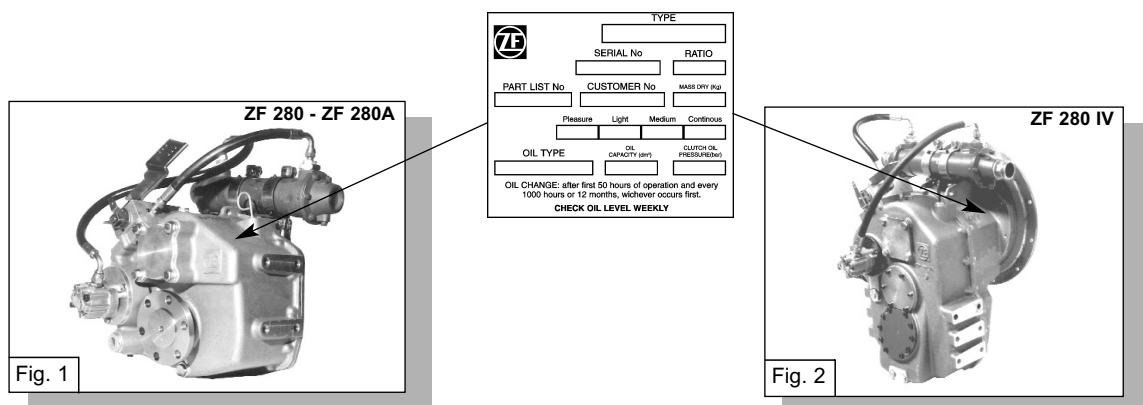 TYPE
ZF
SERIAL No
RATIO
PART LIST No
CUSTOMER No
MASS DRY (Kg)
Pleasure
Light
Medium
Continous
OIL TYPE
OIL
CAPACITY (dm³)
CLUTCH OIL
PRESSURE(bar)
OIL CHANGE: after first 50 hours of operation and every
1000 hours or 12 months, wichever occurs first.
CHECK OIL LEVEL WEEKLY
ZF 280 - ZF 280A
Fig. 1
ZF 280 IV
Fig. 2